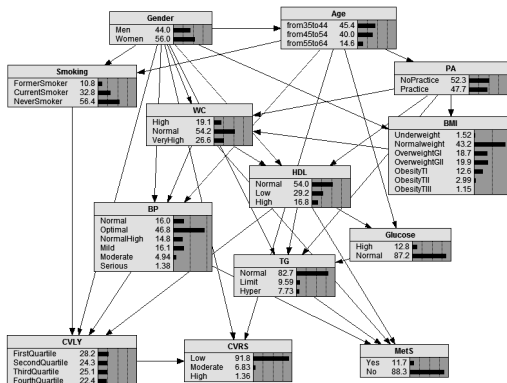 Gender
Men 44.0
Women 56.0
Age
from35to44 45.4
from45to54 40.0
from55to64 14.6
Smoking
FormerSmoker 10.8
CurrentSmoker 32.8
NeverSmoker 56.4
PA
NoPractice 52.3
Practice 47.7
WC
High 19.1
Normal 54.2
VeryHigh 26.6
BMI
Underweight 1.52
Normalweight 43.2
OverweightGI 18.7
OverweightGII 19.9
ObesityTI 12.6
ObesityTII 2.99
ObesityTIII 1.15
HDL
Normal 54.0
Low 29.2
High 16.8
BP
Normal 16.0
Optimal 46.8
NormalHigh 14.8
Mild 16.1
Moderate 4.94
Serious 1.38
Glucose
High 12.8
Normal 87.2
TG
Normal 82.7
Limit 9.59
Hyper 7.73
CVLY
FirstQuartile 28.2
SecondQuartile 24.3
ThirdQuartile 25.1
FourthQuartile 22.4
CVRS
Low 91.8
Moderate 6.83
High 1.36
MetS
Yes 11.7
No 88.3